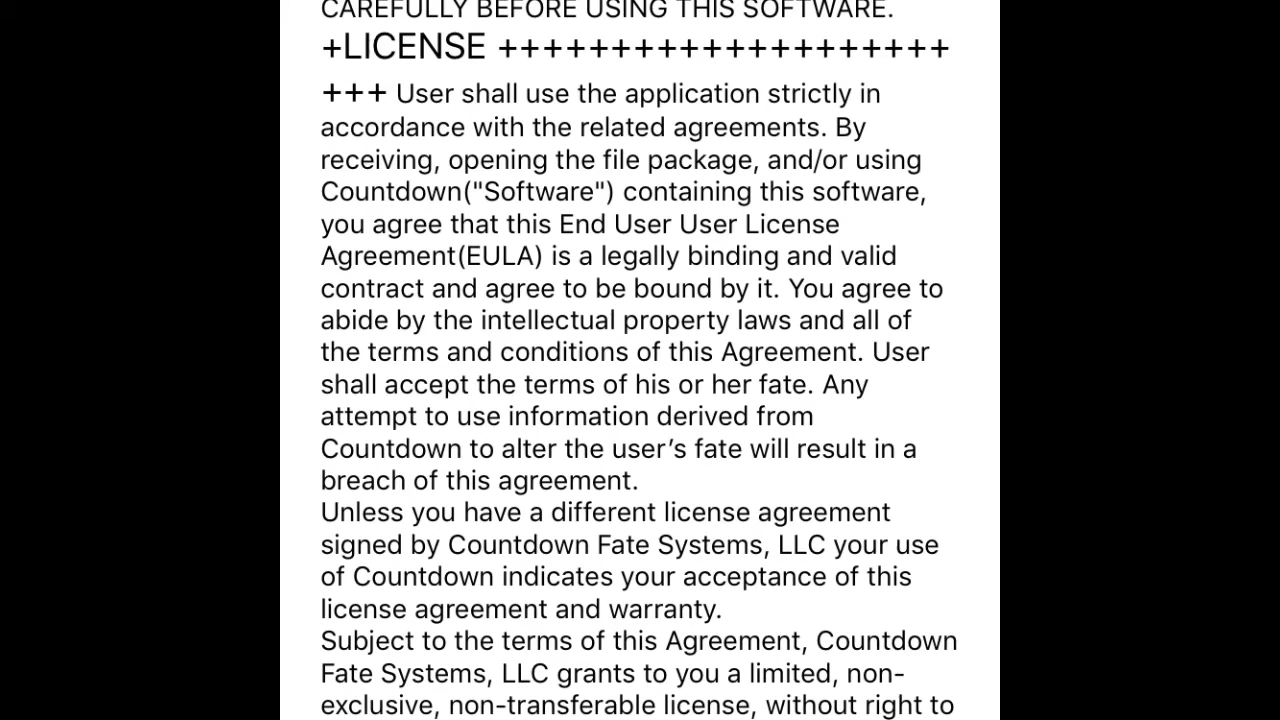 CAREFULLY BEFORE USING THIS SOFTWARE.
+LICENSE ++++++++++++++++++++
+++ User shall use the application strictly in
accordance with the related agreements. By
receiving, opening the file package, and/or using
Countdown("Software") containing this software,
you agree that this End User User License
Agreement(EULA) is a legally binding and valid
contract and agree to be bound by it. You agree to
abide by the intellectual property laws and all of
the terms and conditions of this Agreement. User
shall accept the terms of his or her fate. Any
attempt to use information derived from
Countdown to alter the user’s fate will result in a
breach of this agreement.
Unless you have a different license agreement
signed by Countdown Fate Systems, LLC your use
of Countdown indicates your acceptance of this
license agreement and warranty.
Subject to the terms of this Agreement, Countdown
Fate Systems, LLC grants to you a limited, non-
exclusive, non-transferable license, without right to